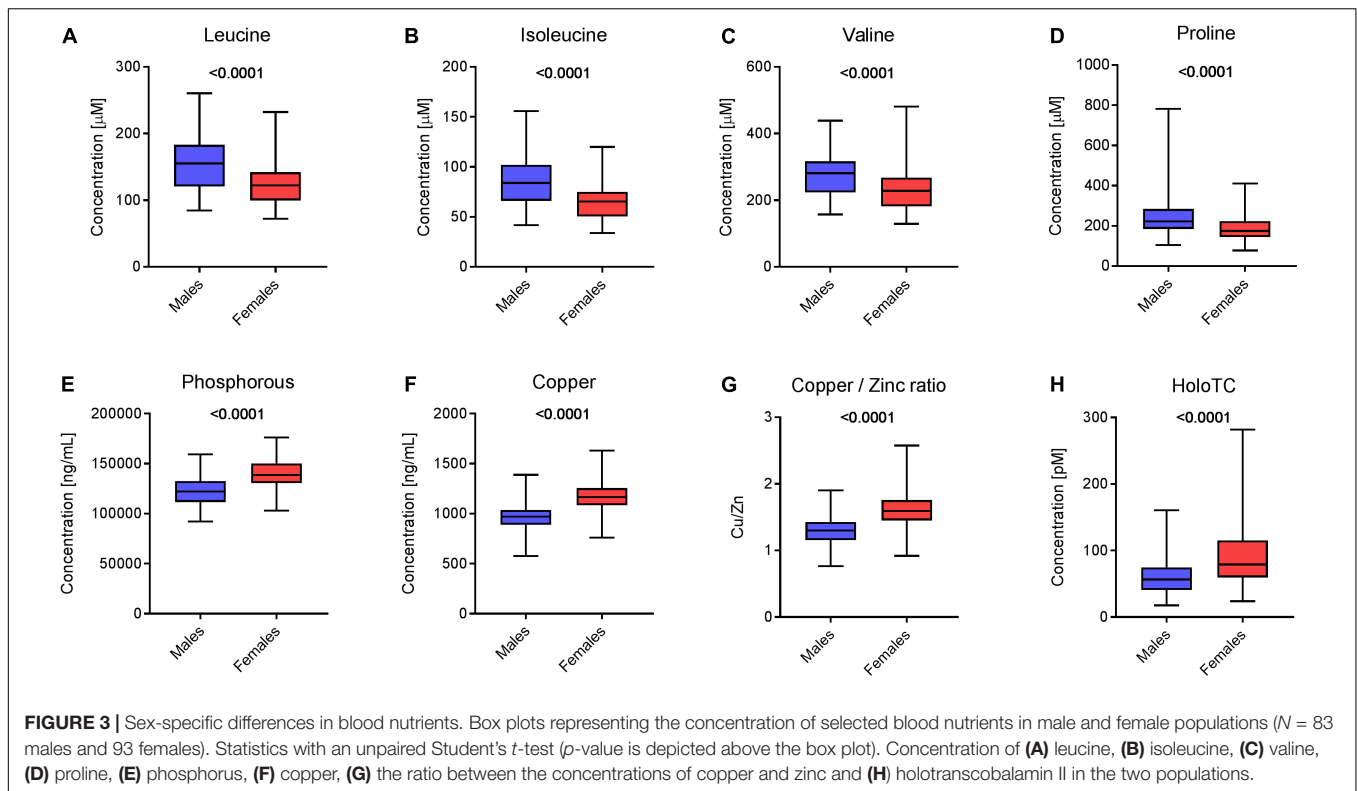 A Leucine
<0.0001
Concentration [µM]
300
200
100
0
Males
Females
B Isoleucine
<0.0001
Concentration [µM]
200
150
100
50
0
Males
Females
C Valine
<0.0001
Concentration [µM]
600
400
200
0
Males
Females
D Proline
<0.0001
Concentration [µM]
1000
800
600
400
200
0
Males
Females
E Phosphorous
<0.0001
Concentration [ng/mL]
200000
150000
100000
50000
0
Males
Females
F Copper
<0.0001
Concentration [ng/mL]
2000
1500
1000
500
0
Males
Females
G Copper / Zinc ratio
<0.0001
Cu/Zn
3
2
1
0
Males
Females
H HoloTC
<0.0001
Concentration [pM]
300
200
100
0
Males
Females
FIGURE 3 | Sex-specific differences in blood nutrients. Box plots representing the concentration of selected blood nutrients in male and female populations (N = 83
males and 93 females). Statistics with an unpaired Student's t-test (p-value is depicted above the box plot). Concentration of (A) leucine, (B) isoleucine, (C) valine,
(D) proline, (E) phosphorus, (F) copper, (G) the ratio between the concentrations of copper and zinc and (H) holotranscobalamin II in the two populations.